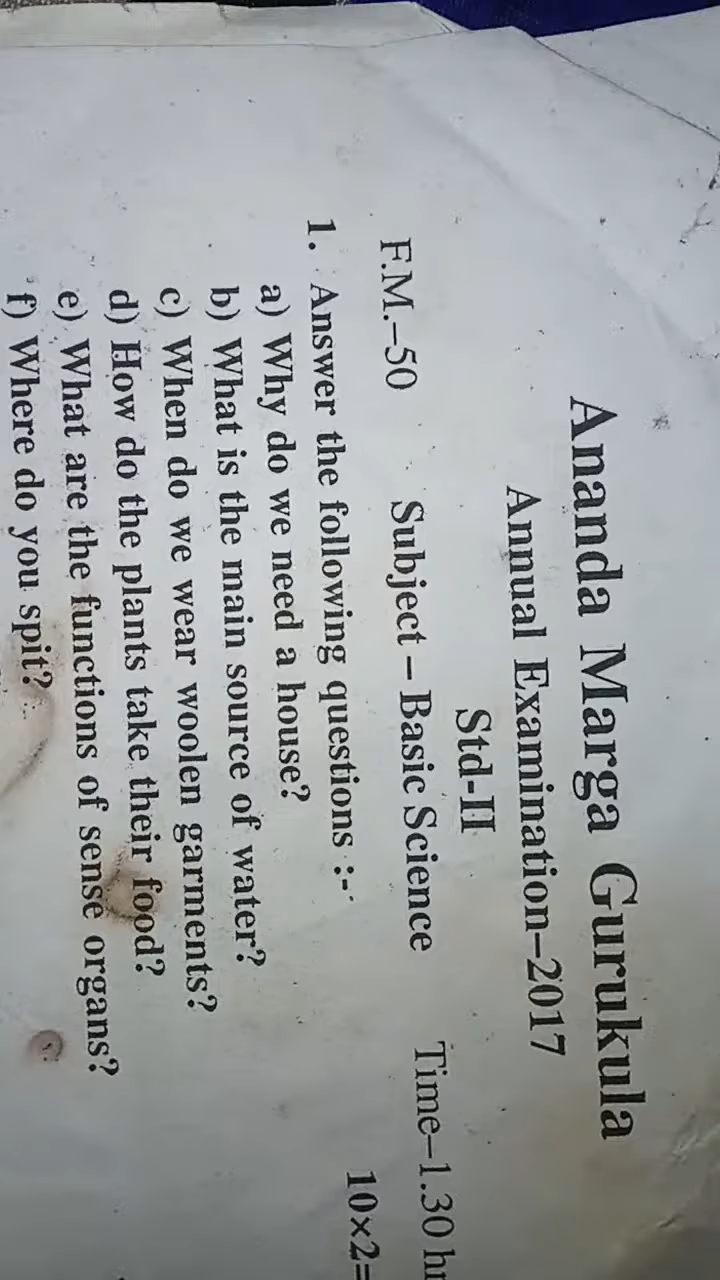 Ananda Marga Gurukula
Annual Examination–2017
Std-II
F.M.–50 Subject – Basic Science Time–1.30 hr
1. Answer the following questions :- 10×2=
a) Why do we need a house?
b) What is the main source of water?
c) When do we wear woolen garments?
d) How do the plants take their food?
e) What are the functions of sense organs?
f) Where do you spit?